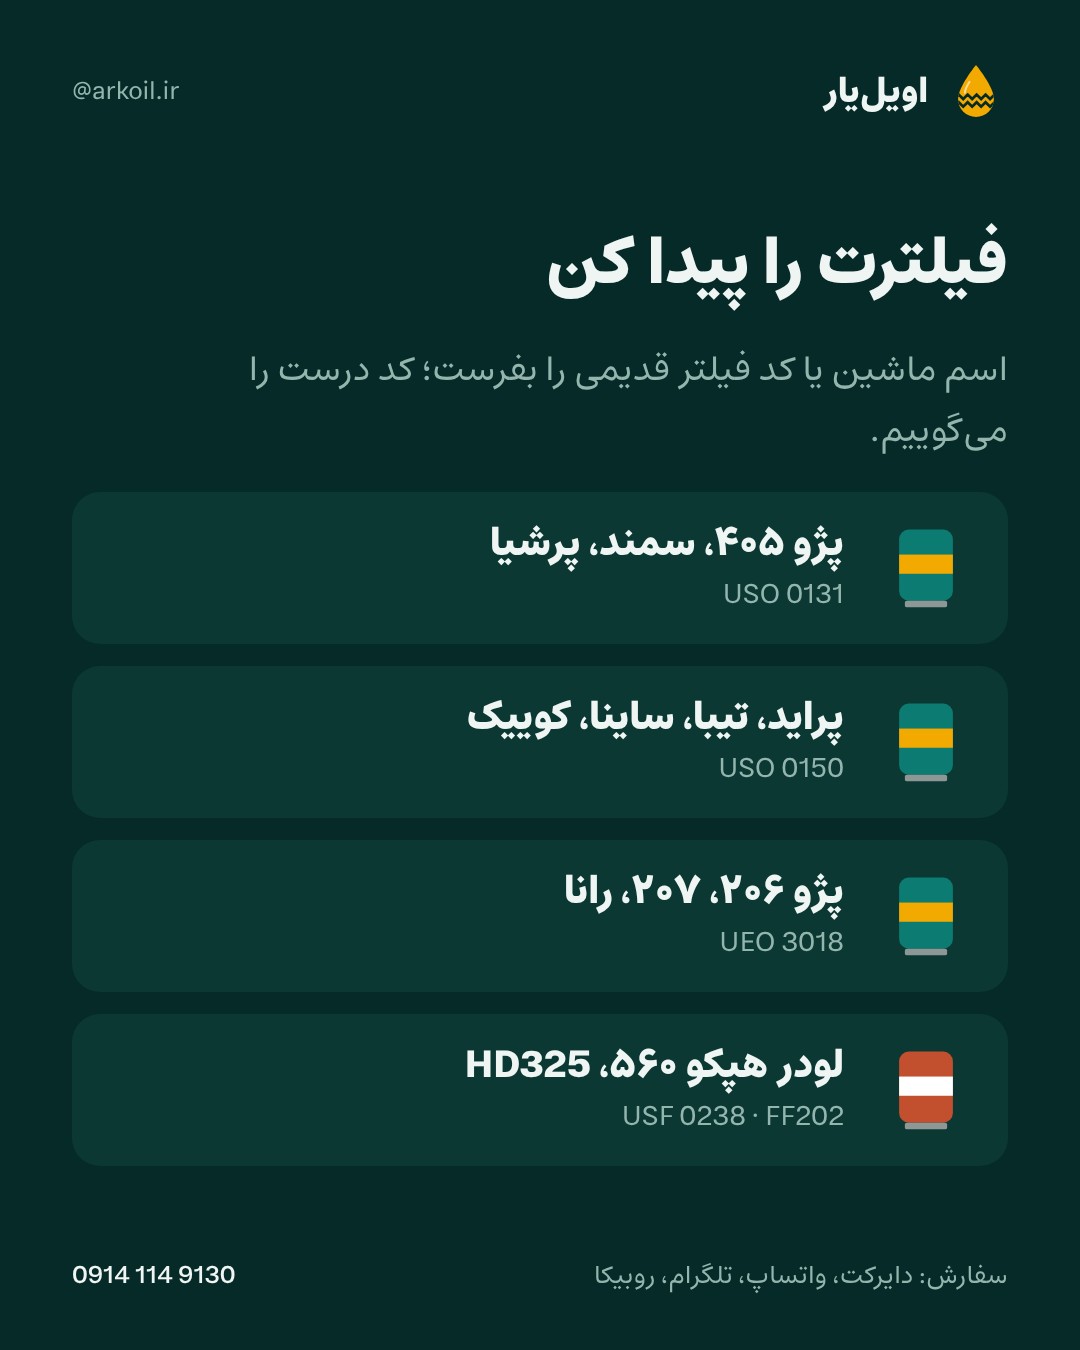 اویل‌یار
@arkoil.ir
فیلترت را پیدا کن
اسم ماشین یا کد فیلتر قدیمی را بفرست؛ کد درست را
می‌گوییم.
پژو ۴۰۵، سمند، پرشیا
USO 0131
پراید، تیبا، ساینا، کوییک
USO 0150
پژو ۲۰۶، ۲۰۷، رانا
UEO 3018
لودر هپکو ۵۶۰، HD325
USF 0238 · FF202
سفارش: دایرکت، واتساپ، تلگرام، روبیکا
0914 114 9130